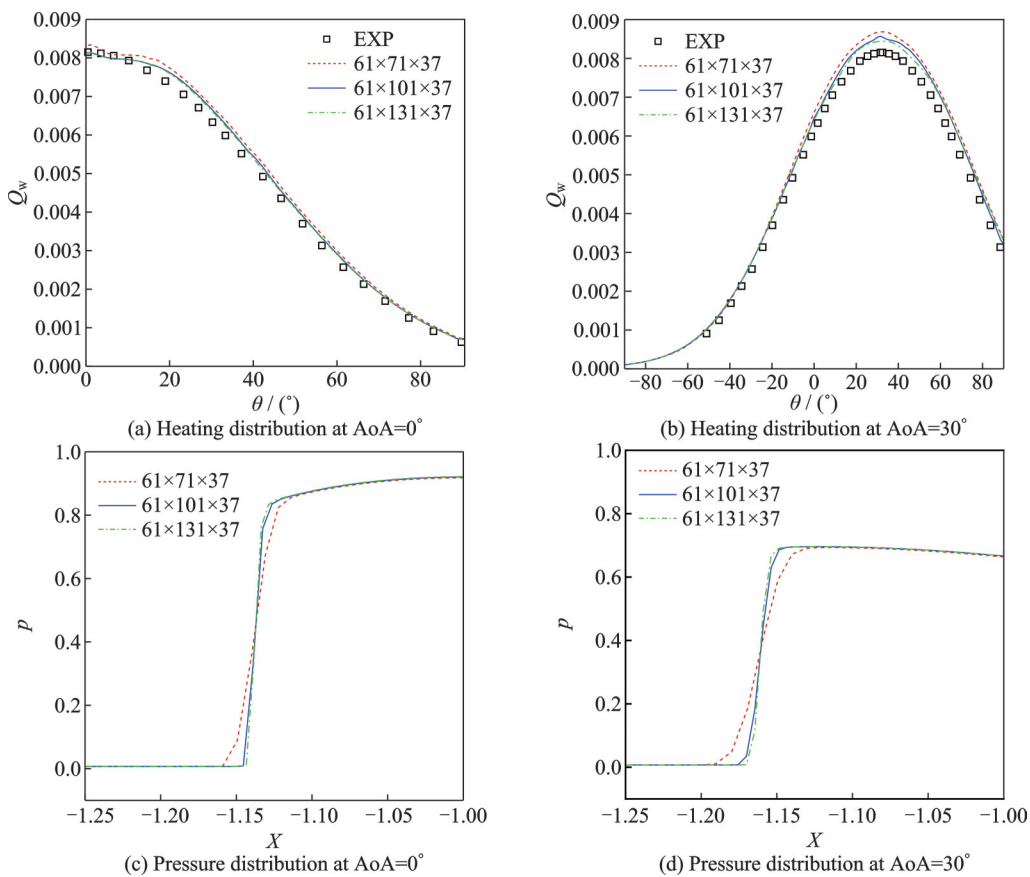 0.009
0.008
0.007
0.006
0.005
0.004
0.003
0.002
0.001
0.000
Qw
EXP
61×71×37
61×101×37
61×131×37
0 20 40 60 80
θ / (°)
(a) Heating distribution at AoA=0°
0.009
0.008
0.007
0.006
0.005
0.004
0.003
0.002
0.001
0.000
Qw
EXP
61×71×37
61×101×37
61×131×37
−80 −60 −40 −20 0 20 40 60 80
θ / (°)
(b) Heating distribution at AoA=30°
1.0
0.8
0.6
0.4
0.2
0.0
p
61×71×37
61×101×37
61×131×37
−1.25 −1.20 −1.15 −1.10 −1.05 −1.00
X
(c) Pressure distribution at AoA=0°
1.0
0.8
0.6
0.4
0.2
0.0
p
61×71×37
61×101×37
61×131×37
−1.25 −1.20 −1.15 −1.10 −1.05 −1.00
X
(d) Pressure distribution at AoA=30°